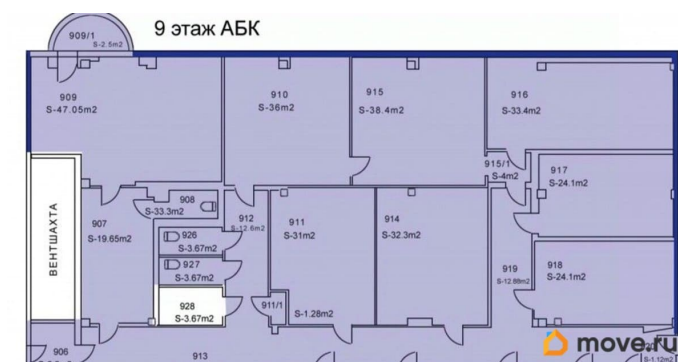 9 этаж АБК
909/1
S-2.5m2
909
S-47.05m2
910
S-36m2
915
S-38.4m2
916
S-33.4m2
915/1
S-4m2
917
S-24.1m2
908
S-33.3m2
907
S-19.65m2
ВЕНТШАХТА
926
S-3.67m2
927
S-3.67m2
928
S-3.67m2
912
S-12.6m2
911
S-31m2
911/1
S-1.28m2
914
S-32.3m2
919
S-12.88m2
918
S-24.1m2
906
913
S-1.12m2
move.ru